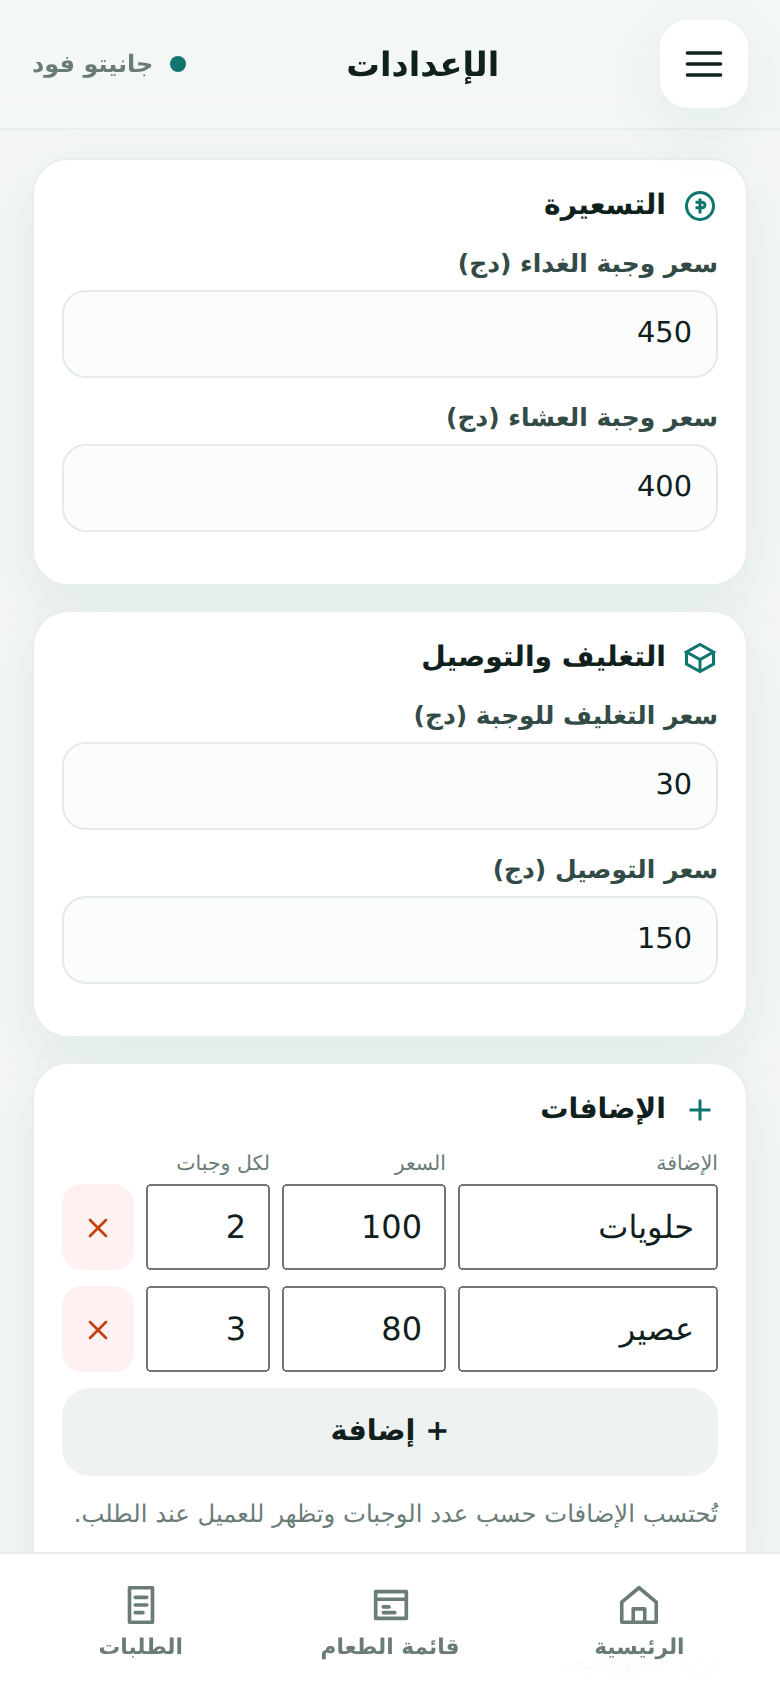 الإعدادات
جانيتو فود
التسعيرة
سعر وجبة الغداء (دج)
450
سعر وجبة العشاء (دج)
400
التغليف والتوصيل
سعر التغليف للوجبة (دج)
30
سعر التوصيل (دج)
150
الإضافات
الإضافة السعر لكل وجبات
حلويات 100 2
عصير 80 3
+ إضافة
تُحتسب الإضافات حسب عدد الوجبات وتظهر للعميل عند الطلب.
الرئيسية قائمة الطعام الطلبات